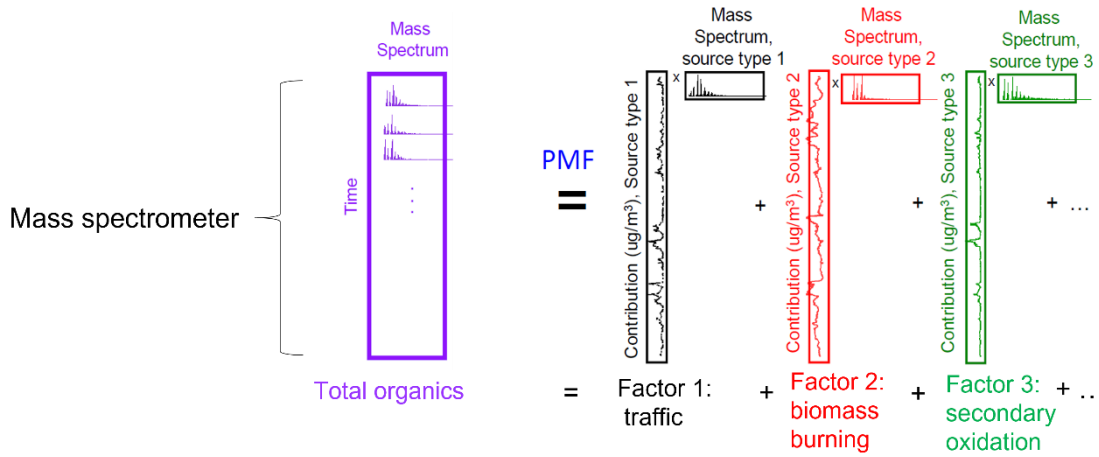 Mass
Spectrum
Mass spectrometer
Time
PMF
=
Mass
Spectrum,
source type 1
x
Contribution (ug/m³), Source type 1
+
Mass
Spectrum,
source type 2
x
Contribution (ug/m³), Source type 2
+
Mass
Spectrum,
source type 3
x
Contribution (ug/m³), Source type 3
+ ...
Total organics
=
Factor 1:
traffic
+
Factor 2:
biomass
burning
+
Factor 3:
secondary
oxidation
+ ..